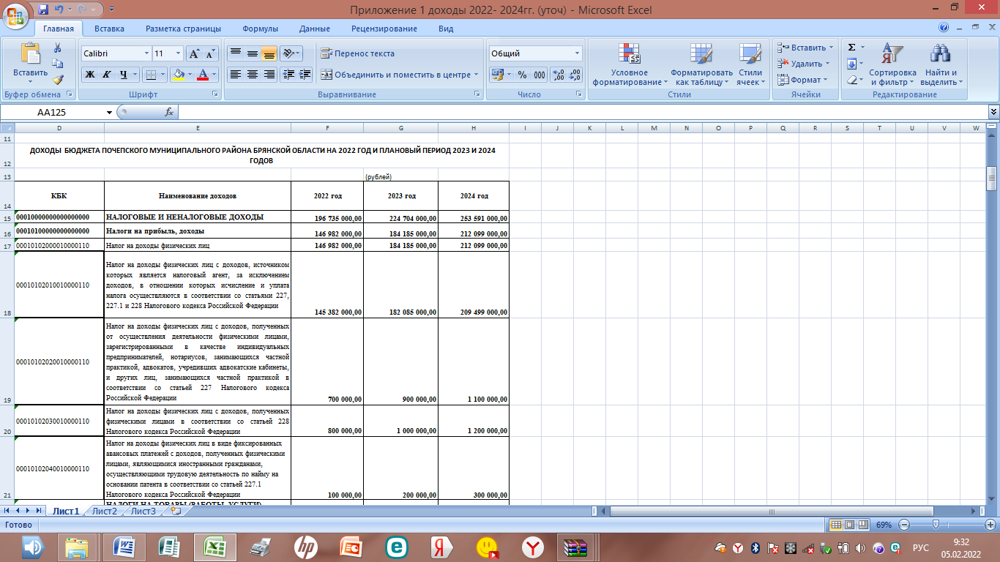 Приложение 1 доходы 2022- 2024гг. (уточ) - Microsoft Excel
Главная Вставка Разметка страницы Формулы Данные Рецензирование Вид
Calibri 11 Перенос текста Общий Вставить Σ
Вставить Удалить
Ж К Ч А Объединить и поместить в центре % 000 Условное форматирование Форматировать как таблицу Стили ячеек Формат Сортировка и фильтр Найти и выделить
Буфер обмена Шрифт Выравнивание Число Стили Ячейки Редактирование
AA125 fx
D E F G H I J K L M N O P Q R S T U V W
11
ДОХОДЫ БЮДЖЕТА ПОЧЕПСКОГО МУНИЦИПАЛЬНОГО РАЙОНА БРЯНСКОЙ ОБЛАСТИ НА 2022 ГОД И ПЛАНОВЫЙ ПЕРИОД 2023 И 2024
12 ГОДОВ
13 (рублей)
14 КБК Наименование доходов 2022 год 2023 год 2024 год
15 00010000000000000000 НАЛОГОВЫЕ И НЕНАЛОГОВЫЕ ДОХОДЫ 196 735 000,00 224 704 000,00 253 591 000,00
16 00010100000000000000 Налоги на прибыль, доходы 146 982 000,00 184 185 000,00 212 099 000,00
17 00010102000010000110 Налог на доходы физических лиц 146 982 000,00 184 185 000,00 212 099 000,00
Налог на доходы физических лиц с доходов, источником
которых является налоговый агент, за исключением
00010102010010000110 доходов, в отношении которых исчисление и уплата
налога осуществляются в соответствии со статьями 227,
227.1 и 228 Налогового кодекса Российской Федерации
18 145 382 000,00 182 085 000,00 209 499 000,00
Налог на доходы физических лиц с доходов, полученных
от осуществления деятельности физическими лицами,
зарегистрированными в качестве индивидуальных
00010102020010000110 предпринимателей, нотариусов, занимающихся частной
практикой, адвокатов, учредивших адвокатские кабинеты,
и других лиц, занимающихся частной практикой в
соответствии со статьей 227 Налогового кодекса
19 Российской Федерации 700 000,00 900 000,00 1 100 000,00
Налог на доходы физических лиц с доходов, полученных
00010102030010000110 физическими лицами в соответствии со статьей 228
20 Налогового кодекса Российской Федерации 800 000,00 1 000 000,00 1 200 000,00
Налог на доходы физических лиц в виде фиксированных
авансовых платежей с доходов, полученных физическими
00010102040010000110 лицами, являющимися иностранными гражданами,
осуществляющими трудовую деятельность по найму на
основании патента в соответствии со статьей 227.1
21 Налогового кодекса Российской Федерации 100 000,00 200 000,00 300 000,00
НАЛОГИ НА ТОВАРЫ (РАБОТЫ, УСЛУГИ)
Лист1 Лист2 Лист3
Готово 69%
РУС 9:32
05.02.2022